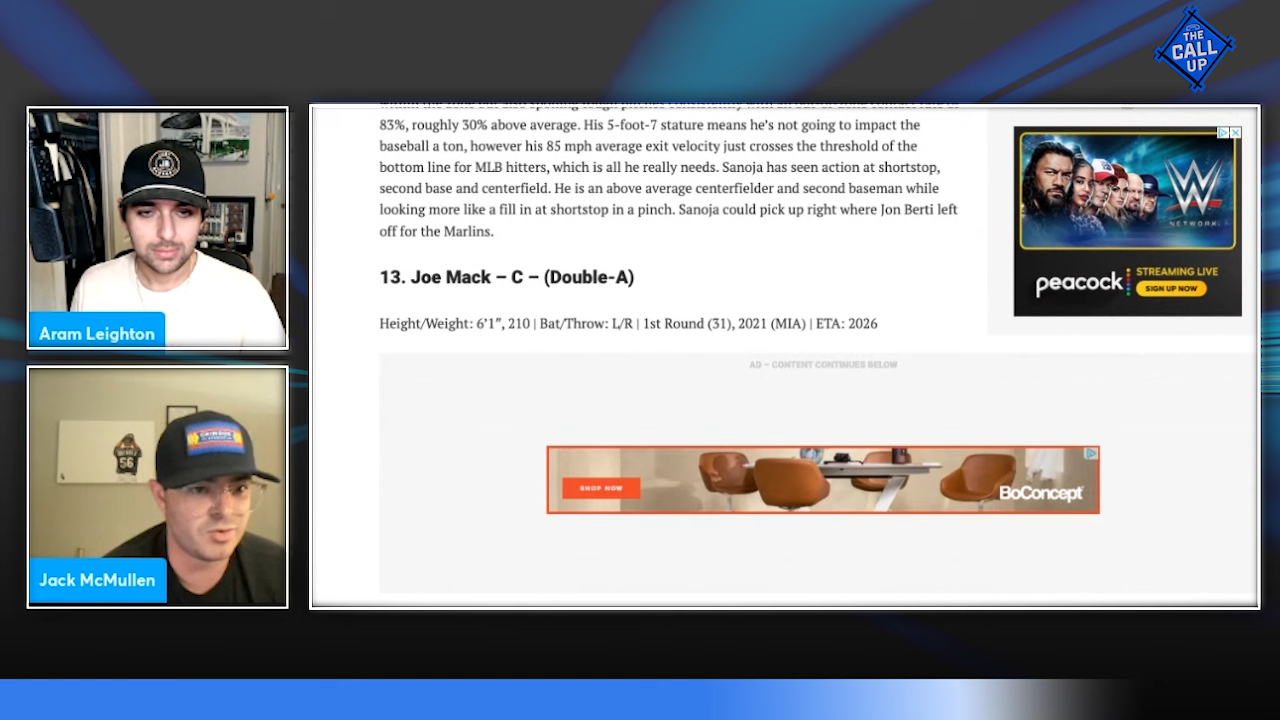 THE
CALL
UP
83%, roughly 30% above average. His 5-foot-7 stature means he's not going to impact the
baseball a ton, however his 85 mph average exit velocity just crosses the threshold of the
bottom line for MLB hitters, which is all he really needs. Sanoja has seen action at shortstop,
second base and centerfield. He is an above average centerfielder and second baseman while
looking more like a fill in at shortstop in a pinch. Sanoja could pick up right where Jon Berti left
off for the Marlins.
13. Joe Mack – C – (Double-A)
Height/Weight: 6'1", 210 | Bat/Throw: L/R | 1st Round (31), 2021 (MIA) | ETA: 2026
AD – CONTENT CONTINUES BELOW
SHOP NOW
BoConcept
W
NETWORK
peacock
STREAMING LIVE
SIGN UP NOW
Aram Leighton
56
Jack McMullen